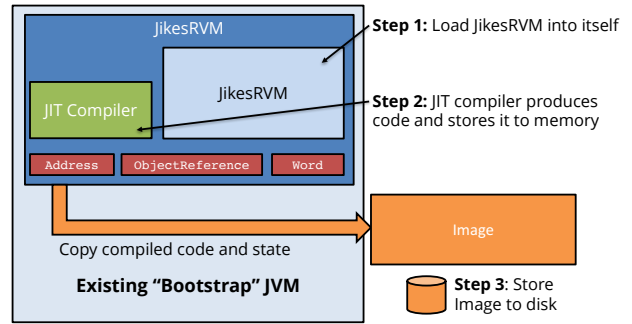 JikesRVM
Step 1: Load JikesRVM into itself
JikesRVM
JIT Compiler
Step 2: JIT compiler produces
code and stores it to memory
Address
ObjectReference
Word
Image
Copy compiled code and state
Existing “Bootstrap” JVM
Step 3: Store
Image to disk